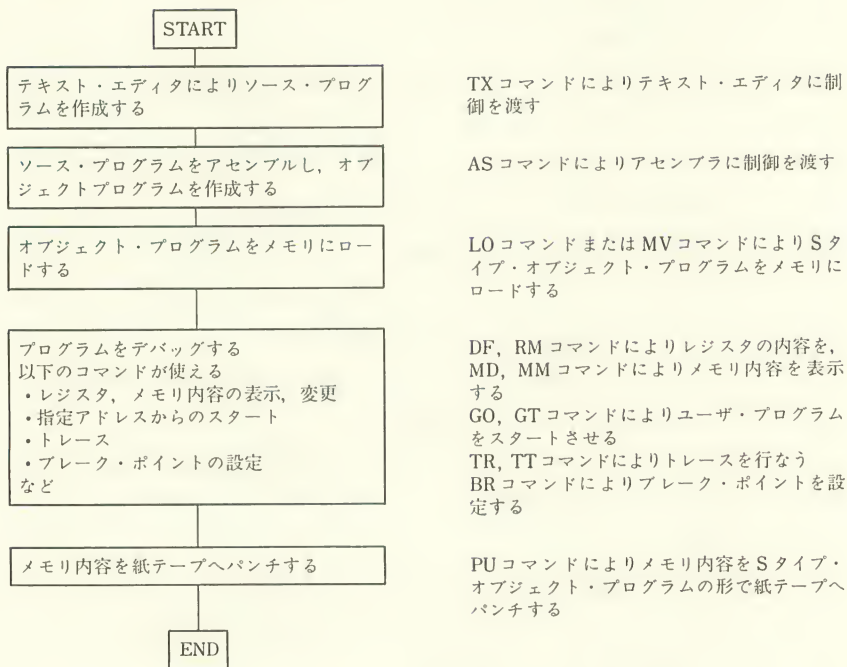 START
テキスト・エディタによりソース・プログ
ラムを作成する
TXコマンドによりテキスト・エディタに制
御を渡す
ソース・プログラムをアセンブルし，オブ
ジェクトプログラムを作成する
ASコマンドによりアセンブラに制御を渡す
オブジェクト・プログラムをメモリにロー
ドする
LOコマンドまたはMVコマンドによりSタ
イプ・オブジェクト・プログラムをメモリに
ロードする
プログラムをデバッグする
以下のコマンドが使える
・レジスタ，メモリ内容の表示，変更
・指定アドレスからのスタート
・トレース
・ブレーク・ポイントの設定
など
DF，RMコマンドによりレジスタの内容を，
MD，MMコマンドによりメモリ内容を表示
する
GO，GTコマンドによりユーザ・プログラム
をスタートさせる
TR，TTコマンドによりトレースを行なう
BRコマンドによりブレーク・ポイントを設
定する
メモリ内容を紙テープへパンチする
PUコマンドによりメモリ内容をSタイプ・
オブジェクト・プログラムの形で紙テープへ
パンチする
END